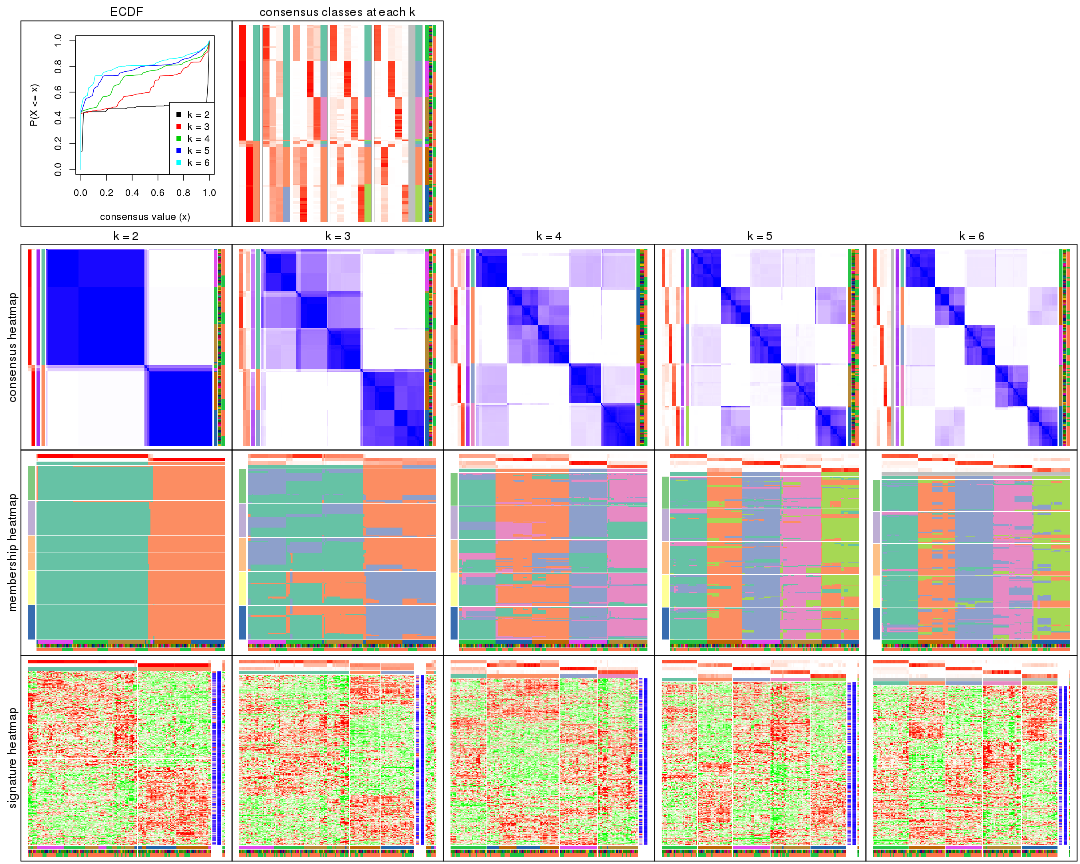 ECDF
consensus classes at each k
P(X <= x)
0.0 0.2 0.4 0.6 0.8 1.0
k = 2
k = 3
k = 4
k = 5
k = 6
0.0 0.2 0.4 0.6 0.8 1.0
consensus value (x)
k = 2
k = 3
k = 4
k = 5
k = 6
consensus heatmap
membership heatmap
signature heatmap